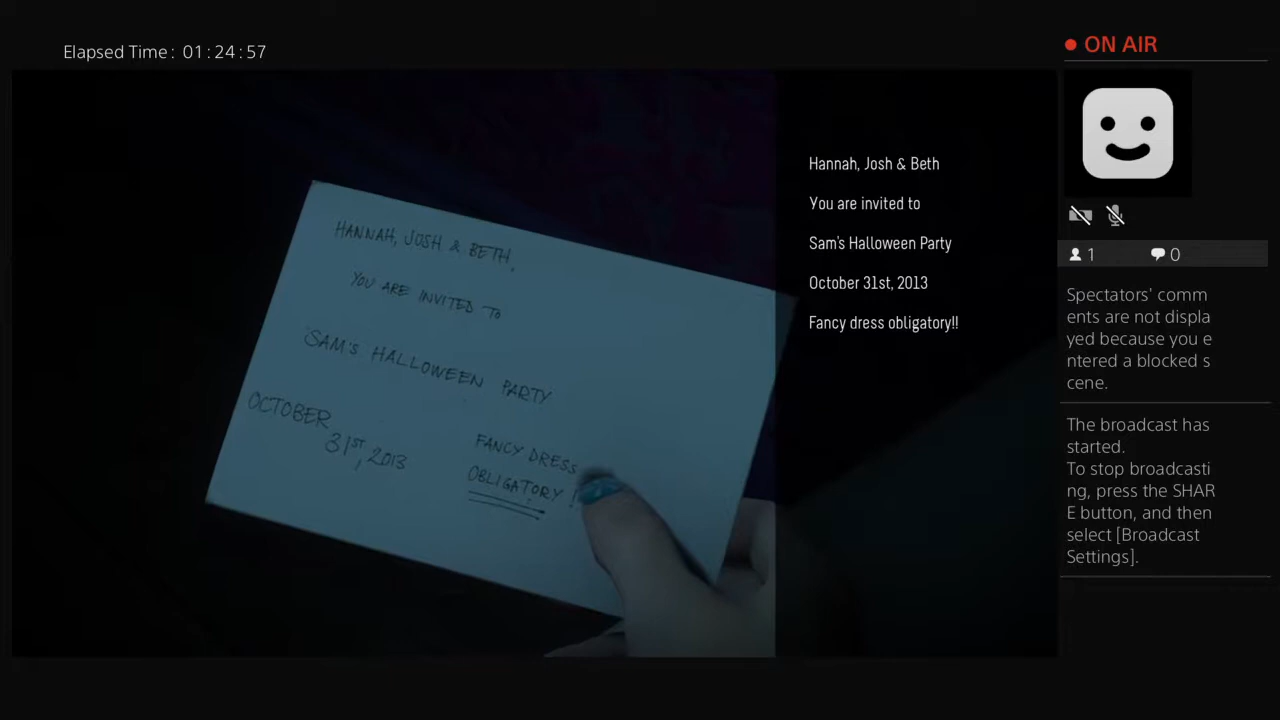 Elapsed Time: 01:24:57
ON AIR
HANNAH, JOSH & BETH,
YOU ARE INVITED TO
SAM'S HALLOWEEN PARTY
OCTOBER
31ST, 2013
FANCY DRESS
OBLIGATORY !
Hannah, Josh & Beth
You are invited to
Sam's Halloween Party
October 31st, 2013
Fancy dress obligatory!!
1
0
Spectators' comm
ents are not displa
yed because you e
ntered a blocked s
cene.
The broadcast has
started.
To stop broadcasti
ng, press the SHAR
E button, and then
select [Broadcast
Settings].